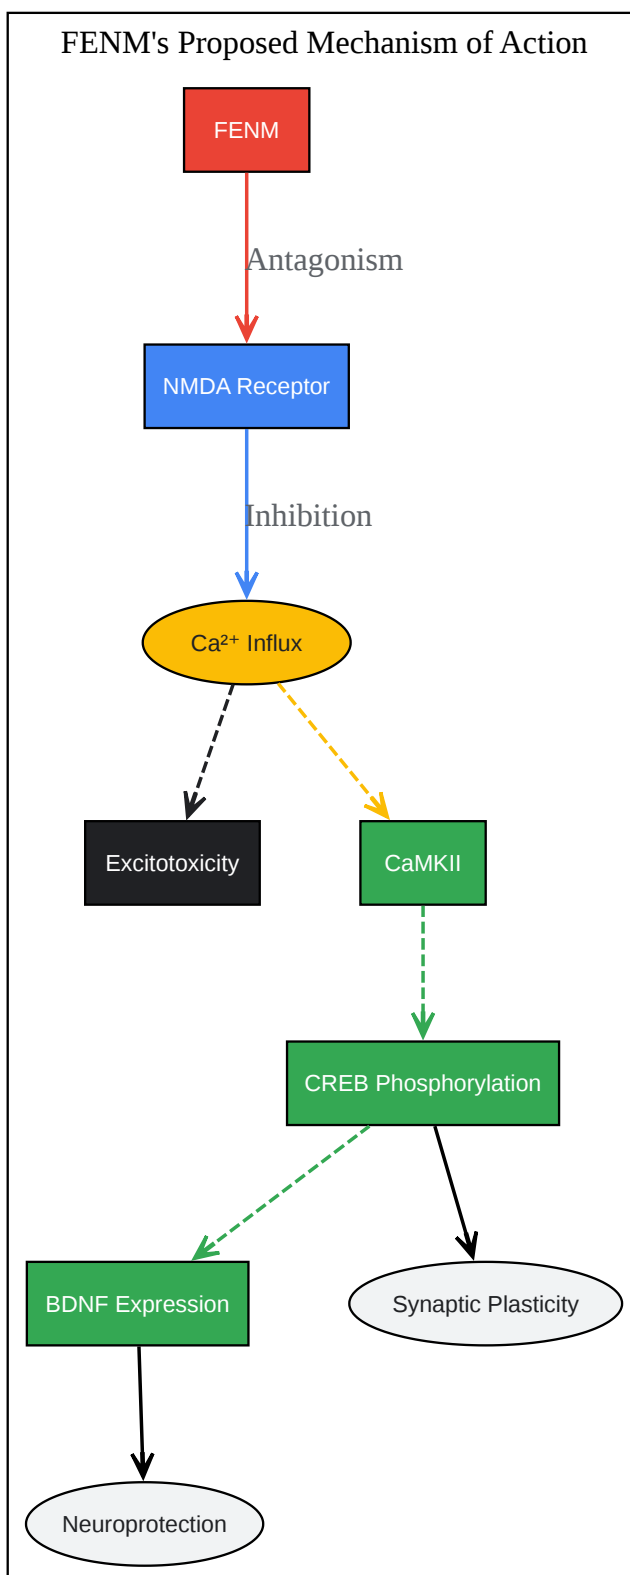 FENM's Proposed Mechanism of Action
FENM
Antagonism
NMDA Receptor
Inhibition
Ca²⁺ Influx
Excitotoxicity
CaMKII
CREB Phosphorylation
BDNF Expression
Synaptic Plasticity
Neuroprotection